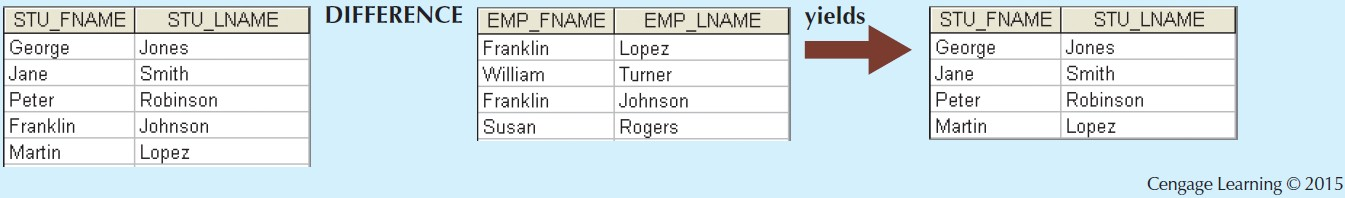 STU_FNAME STU_LNAME
George Jones
Jane Smith
Peter Robinson
Franklin Johnson
Martin Lopez
DIFFERENCE
EMP_FNAME EMP_LNAME
Franklin Lopez
William Turner
Franklin Johnson
Susan Rogers
yields
STU_FNAME STU_LNAME
George Jones
Jane Smith
Peter Robinson
Martin Lopez
Cengage Learning © 2015